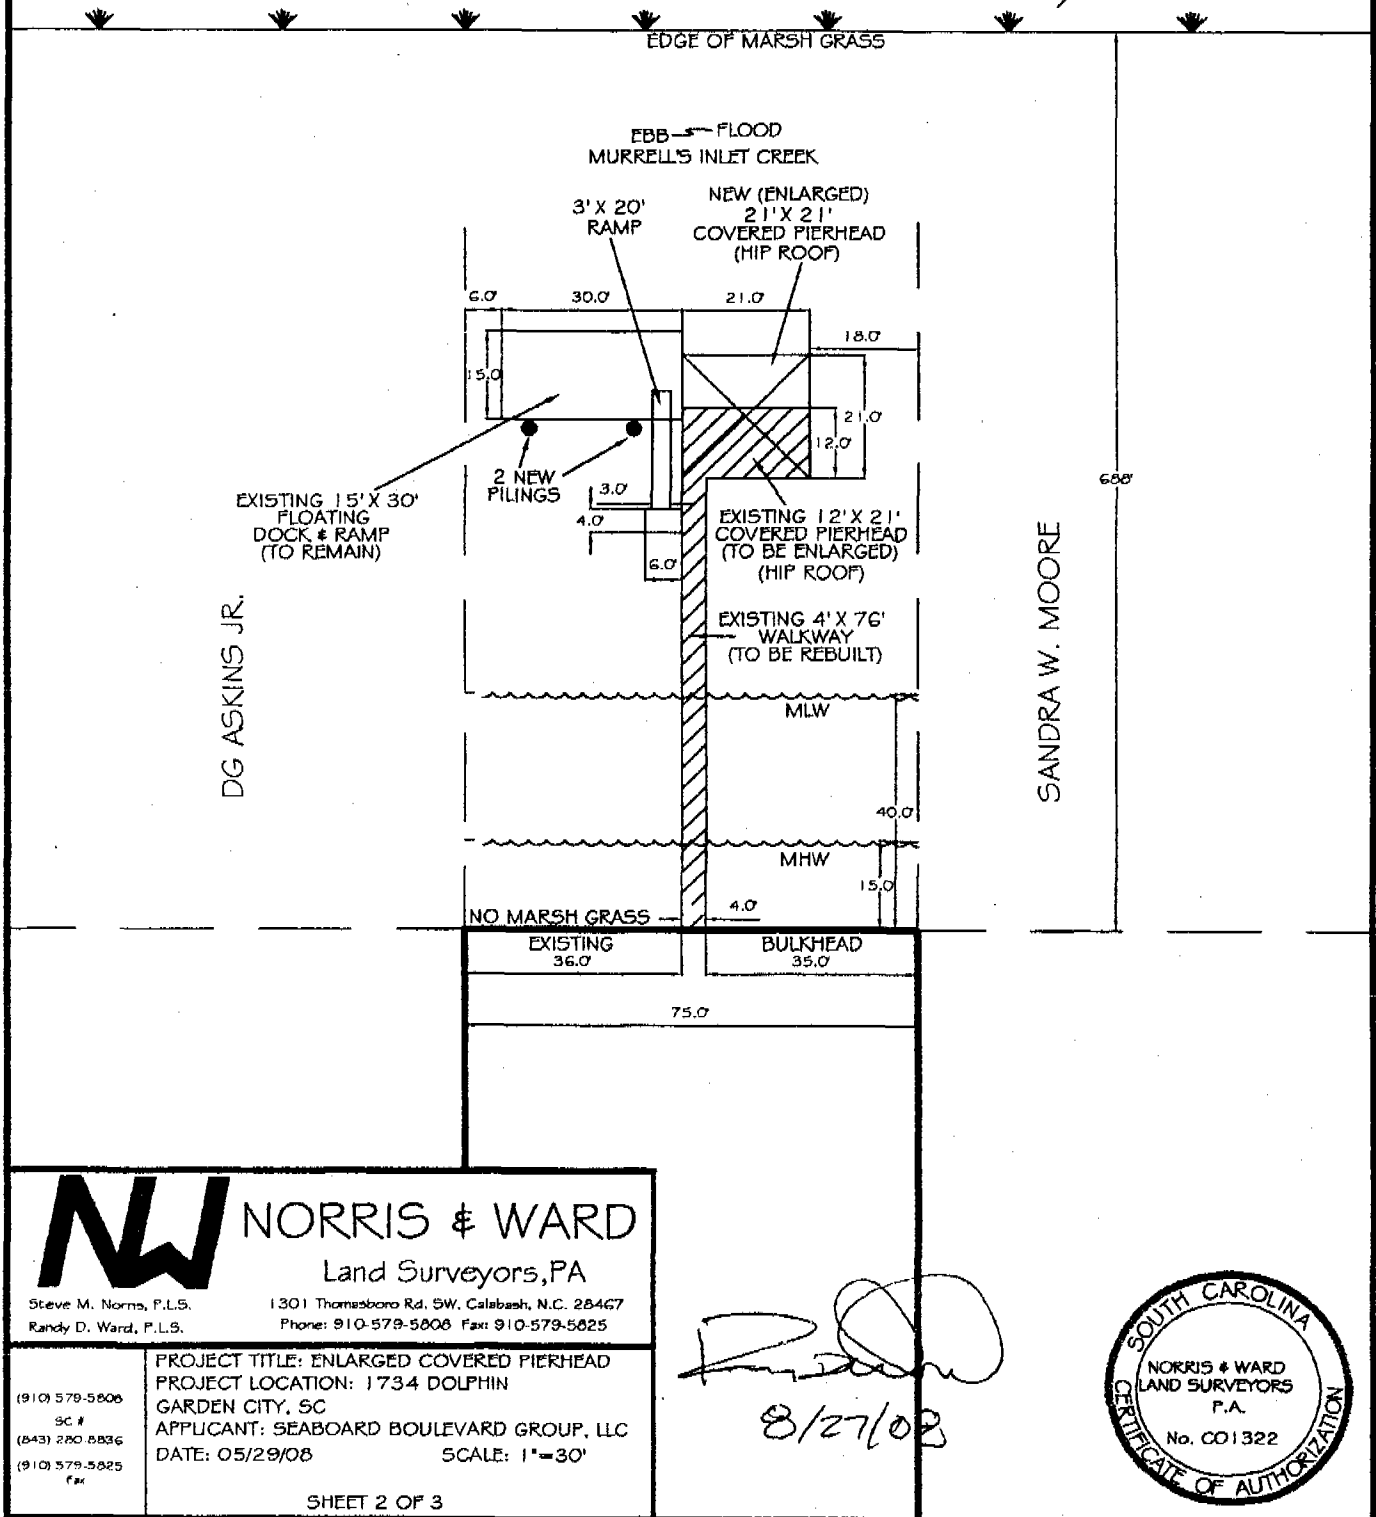 EDGE OF MARSH GRASS
EBB FLOOD
MURRELL'S INLET CREEK
3' X 20'
RAMP
NEW (ENLARGED)
21' X 21'
COVERED PIERHEAD
(HIP ROOF)
6.0'
30.0'
21.0'
18.0'
15.0
21.0'
12.0'
688'
2 NEW
PILINGS
EXISTING 15' X 30'
FLOATING
DOCK & RAMP
(TO REMAIN)
3.0'
4.0'
6.0'
EXISTING 12' X 21'
COVERED PIERHEAD
(TO BE ENLARGED)
(HIP ROOF)
EXISTING 4' X 76'
WALKWAY
(TO BE REBUILT)
DG ASKINS JR.
SANDRA W. MOORE
MLW
40.0'
MHW
15.0'
4.0'
NO MARSH GRASS
EXISTING
36.0'
BULKHEAD
35.0'
75.0'
NW
NORRIS & WARD
Land Surveyors,PA
Steve M. Norris, P.L.S.
Randy D. Ward, P.L.S.
1301 Thomasboro Rd. SW, Calabash, N.C. 28467
Phone: 910-579-5808 Fax: 910-579-5825
(910) 579-5808
SC #
(843) 280-8836
(910) 579-5825
Fax
PROJECT TITLE: ENLARGED COVERED PIERHEAD
PROJECT LOCATION: 1734 DOLPHIN
GARDEN CITY, SC
APPLICANT: SEABOARD BOULEVARD GROUP, LLC
DATE: 05/29/08 SCALE: 1"=30'
SHEET 2 OF 3
8/27/08
SOUTH CAROLINA
NORRIS & WARD
LAND SURVEYORS
P.A.
No. CO1322
CERTIFICATE OF AUTHORIZATION